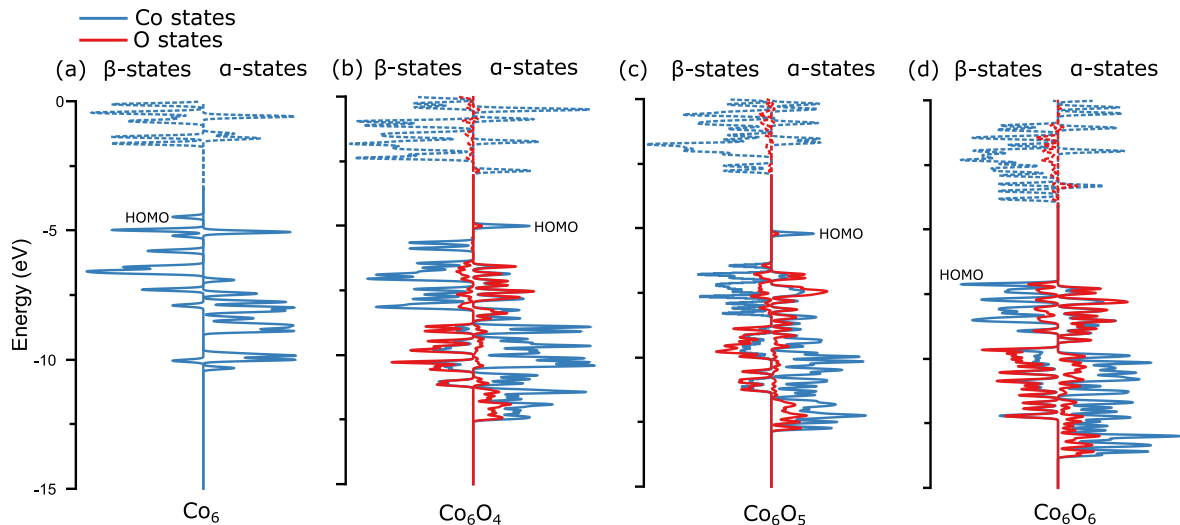 Co states
O states
(a) β-states α-states
(b) β-states α-states
(c) β-states α-states
(d) β-states α-states
0
-5
-10
-15
Energy (eV)
HOMO
HOMO
HOMO
HOMO
Co₆
Co₆O₄
Co₆O₅
Co₆O₆